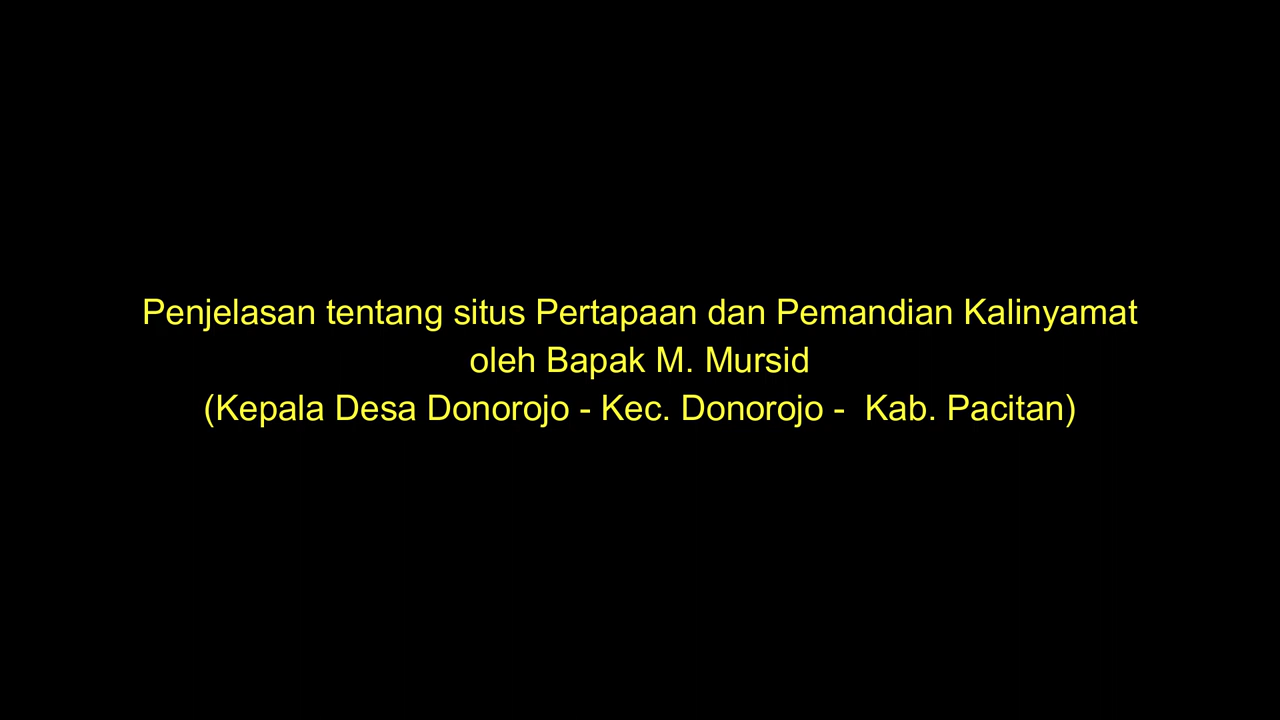 Penjelasan tentang situs Pertapaan dan Pemandian Kalinyamat
oleh Bapak M. Mursid
(Kepala Desa Donorojo - Kec. Donorojo -  Kab. Pacitan)